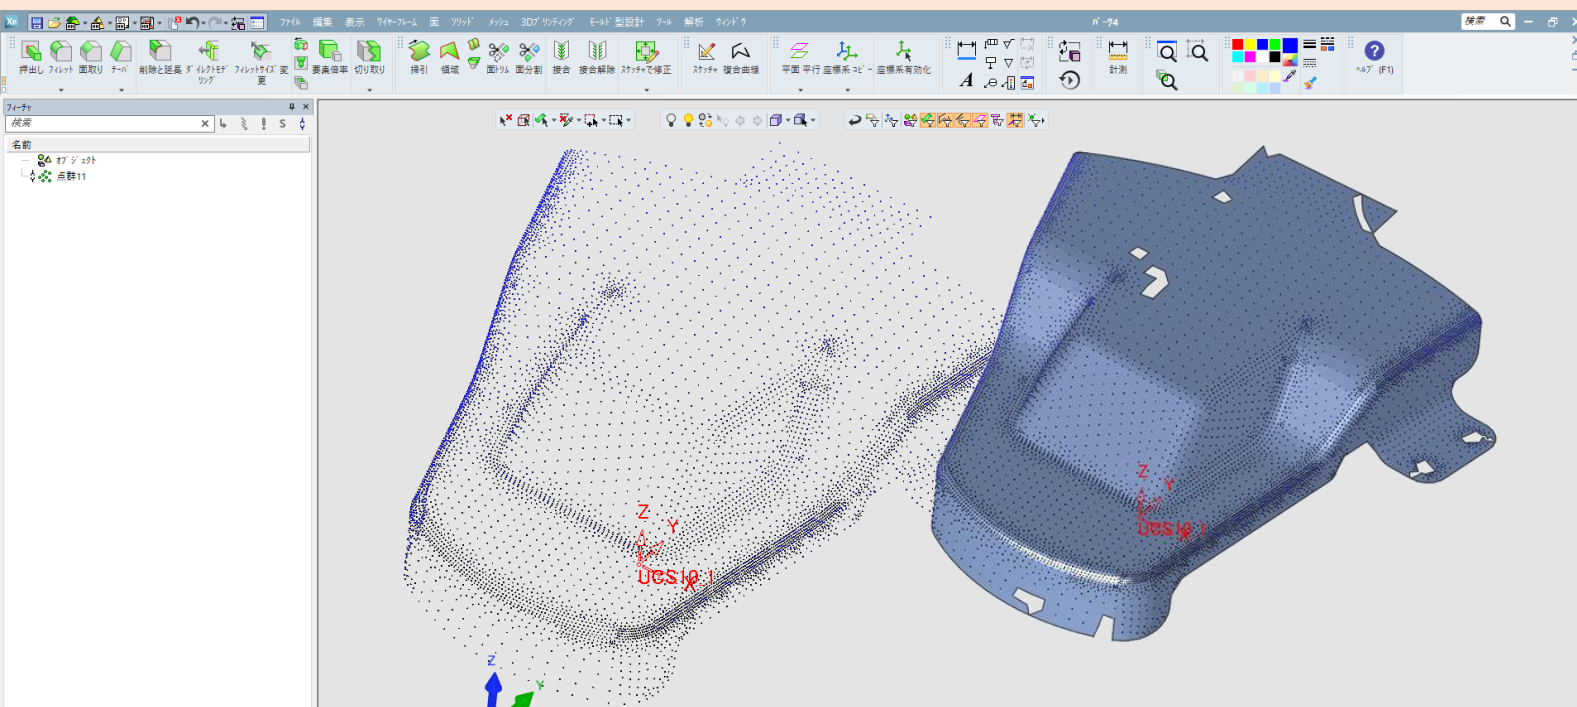 Xp ﾌｧｲﾙ 編集 表示 ﾜｲﾔｰﾌﾚｰﾑ 面 ｿﾘｯﾄﾞ ﾒｯｼｭ 3Dﾌﾟﾘﾝﾃｨﾝｸﾞ ﾓｰﾙﾄﾞ型設計 ﾂｰﾙ 解析 ｳｨﾝﾄﾞｳ ﾊﾞｰ74 検索
押出し ﾌｨﾚｯﾄ 面取り ﾃｰﾊﾟ 削除と延長 ﾀﾞｲﾚｸﾄﾓﾃﾞ ﾌｨﾚｯﾄｻｲｽﾞ変 要素倍率 切り取り 掃引 領域 面ﾄﾘﾑ 面分割 接合 接合解除 ｽｹｯﾁｬで修正 ｽｹｯﾁｬ 複合曲線 平面 平行 座標系 ｺﾋﾟｰ 座標系有効化 A 計測 ﾍﾙﾌﾟ (F1)
ﾘﾝｸﾞ 更
ﾌｨｰﾁｬ
検索 S
名前
ｵﾌﾞｼﾞｪｸﾄ
点群11
Z Y
UCS10.1
X
Z Y
UCS10.1
X
Z
Y